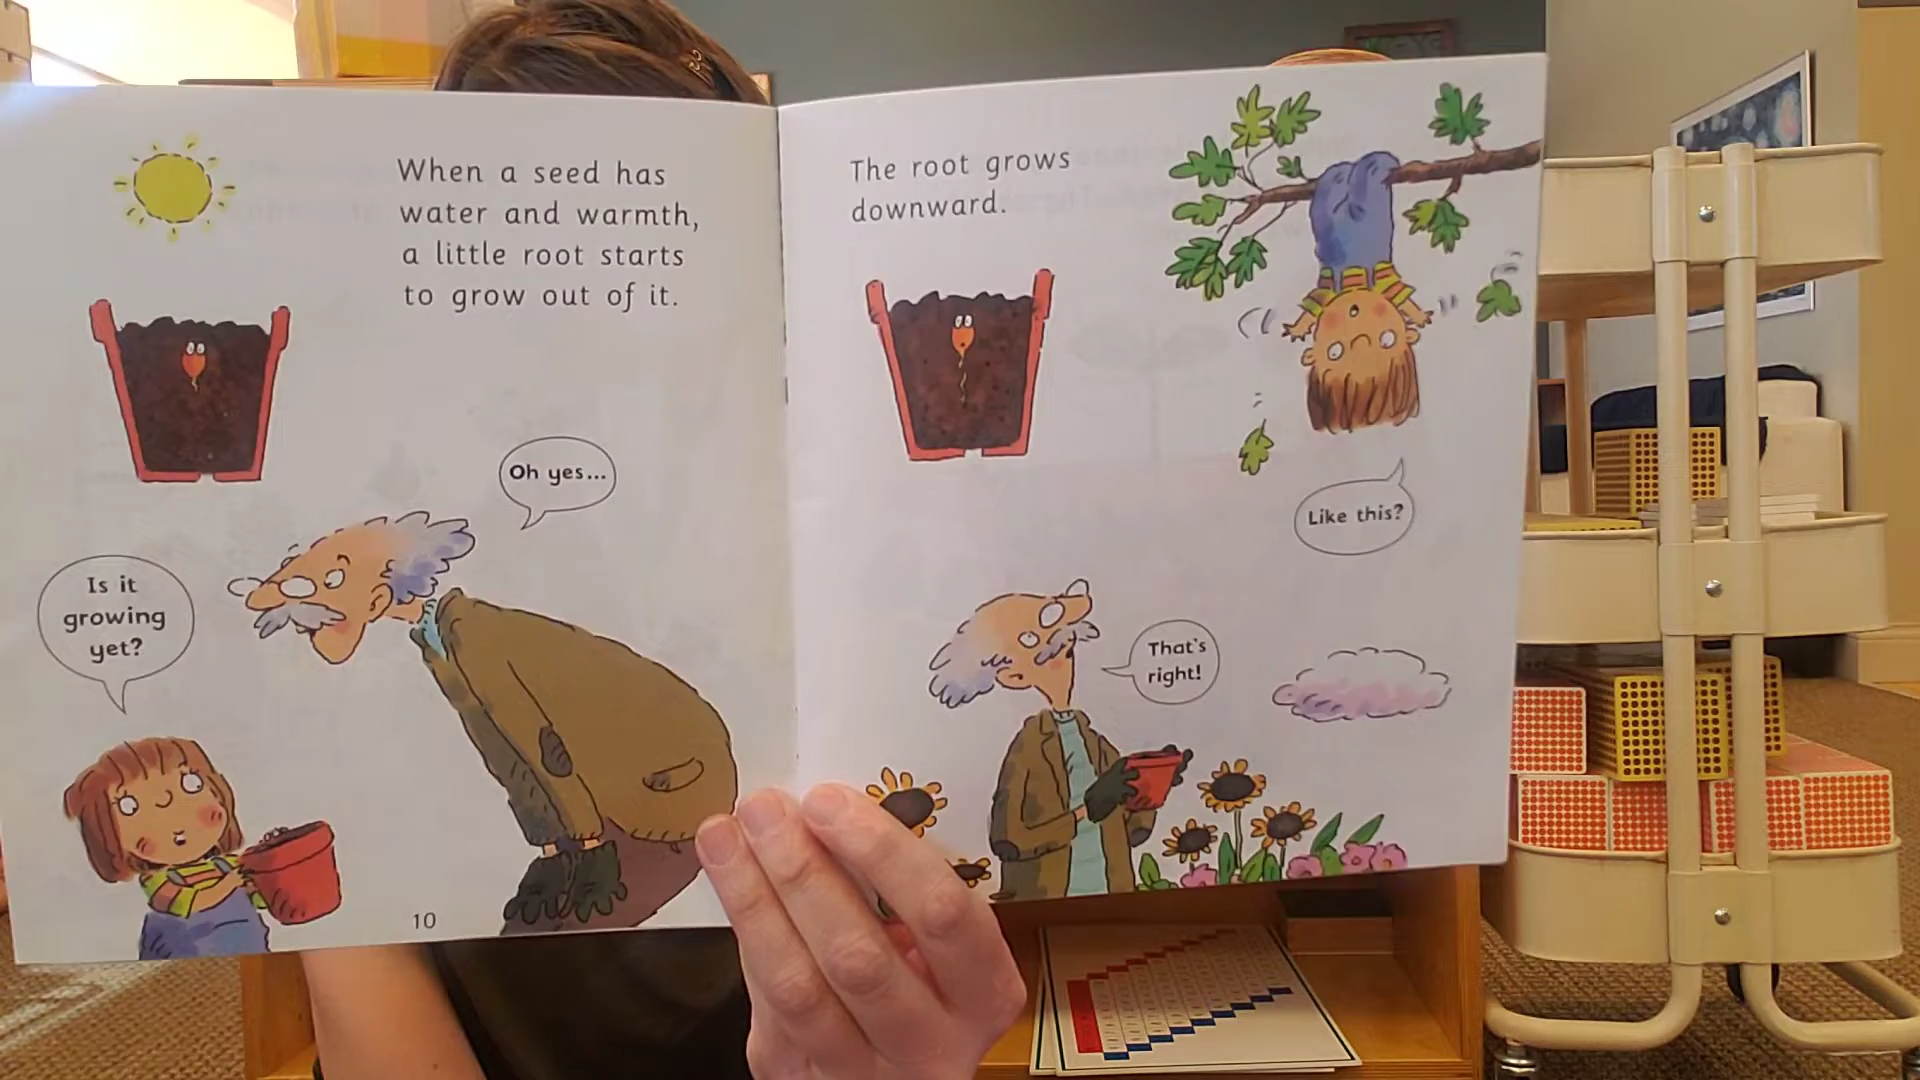 When a seed has
water and warmth,
a little root starts
to grow out of it.
Oh yes...
Is it
growing
yet?
10
The root grows
downward.
Like this?
That's
right!